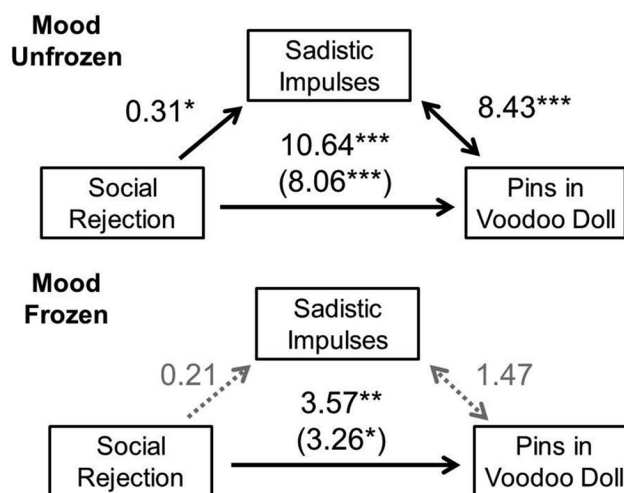 Mood
Unfrozen
Sadistic
Impulses
0.31*
8.43***
10.64***
(8.06***)
Social
Rejection
Pins in
Voodoo Doll
Mood
Frozen
Sadistic
Impulses
0.21
1.47
3.57**
(3.26*)
Social
Rejection
Pins in
Voodoo Doll